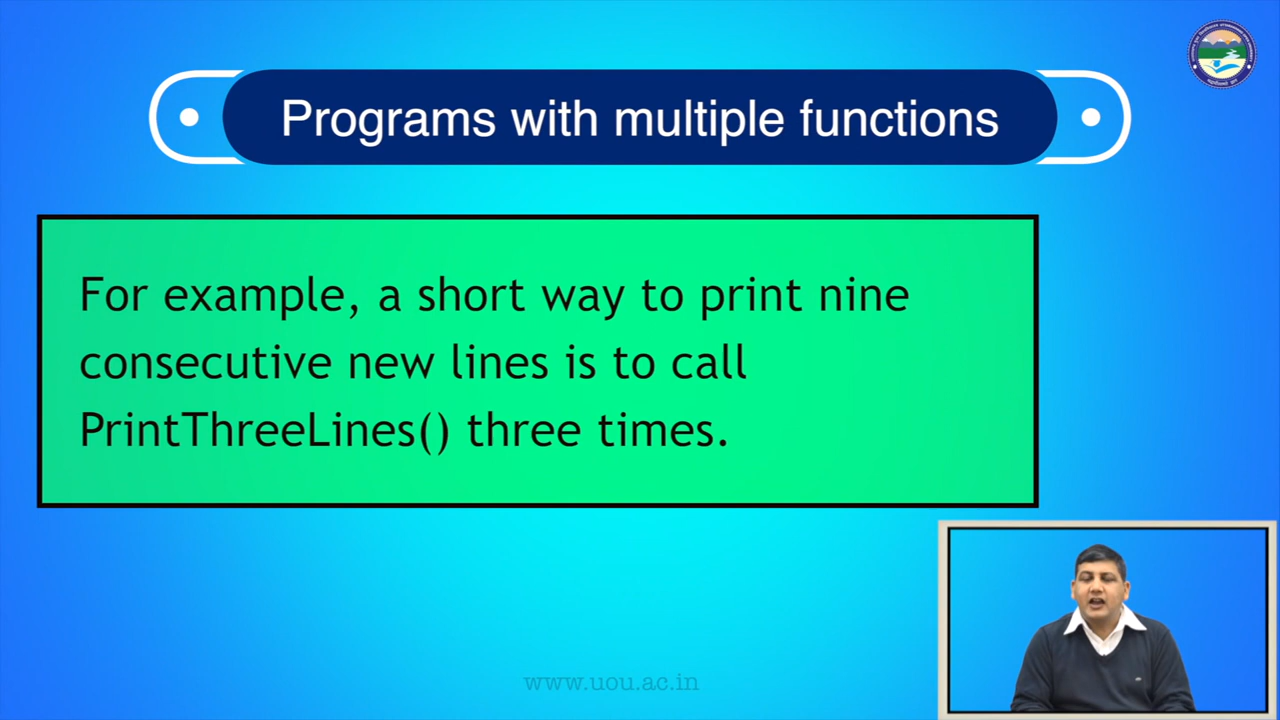 Programs with multiple functions
For example, a short way to print nine
consecutive new lines is to call
PrintThreeLines() three times.
www.uou.ac.in